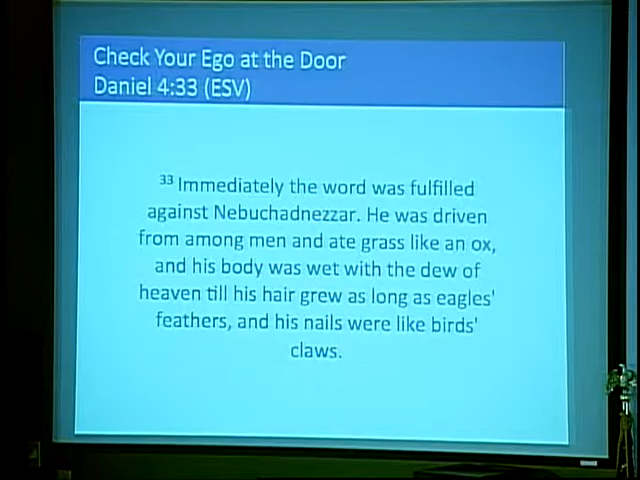 Check Your Ego at the Door
Daniel 4:33 (ESV)
33 Immediately the word was fulfilled
against Nebuchadnezzar. He was driven
from among men and ate grass like an ox,
and his body was wet with the dew of
heaven till his hair grew as long as eagles'
feathers, and his nails were like birds'
claws.